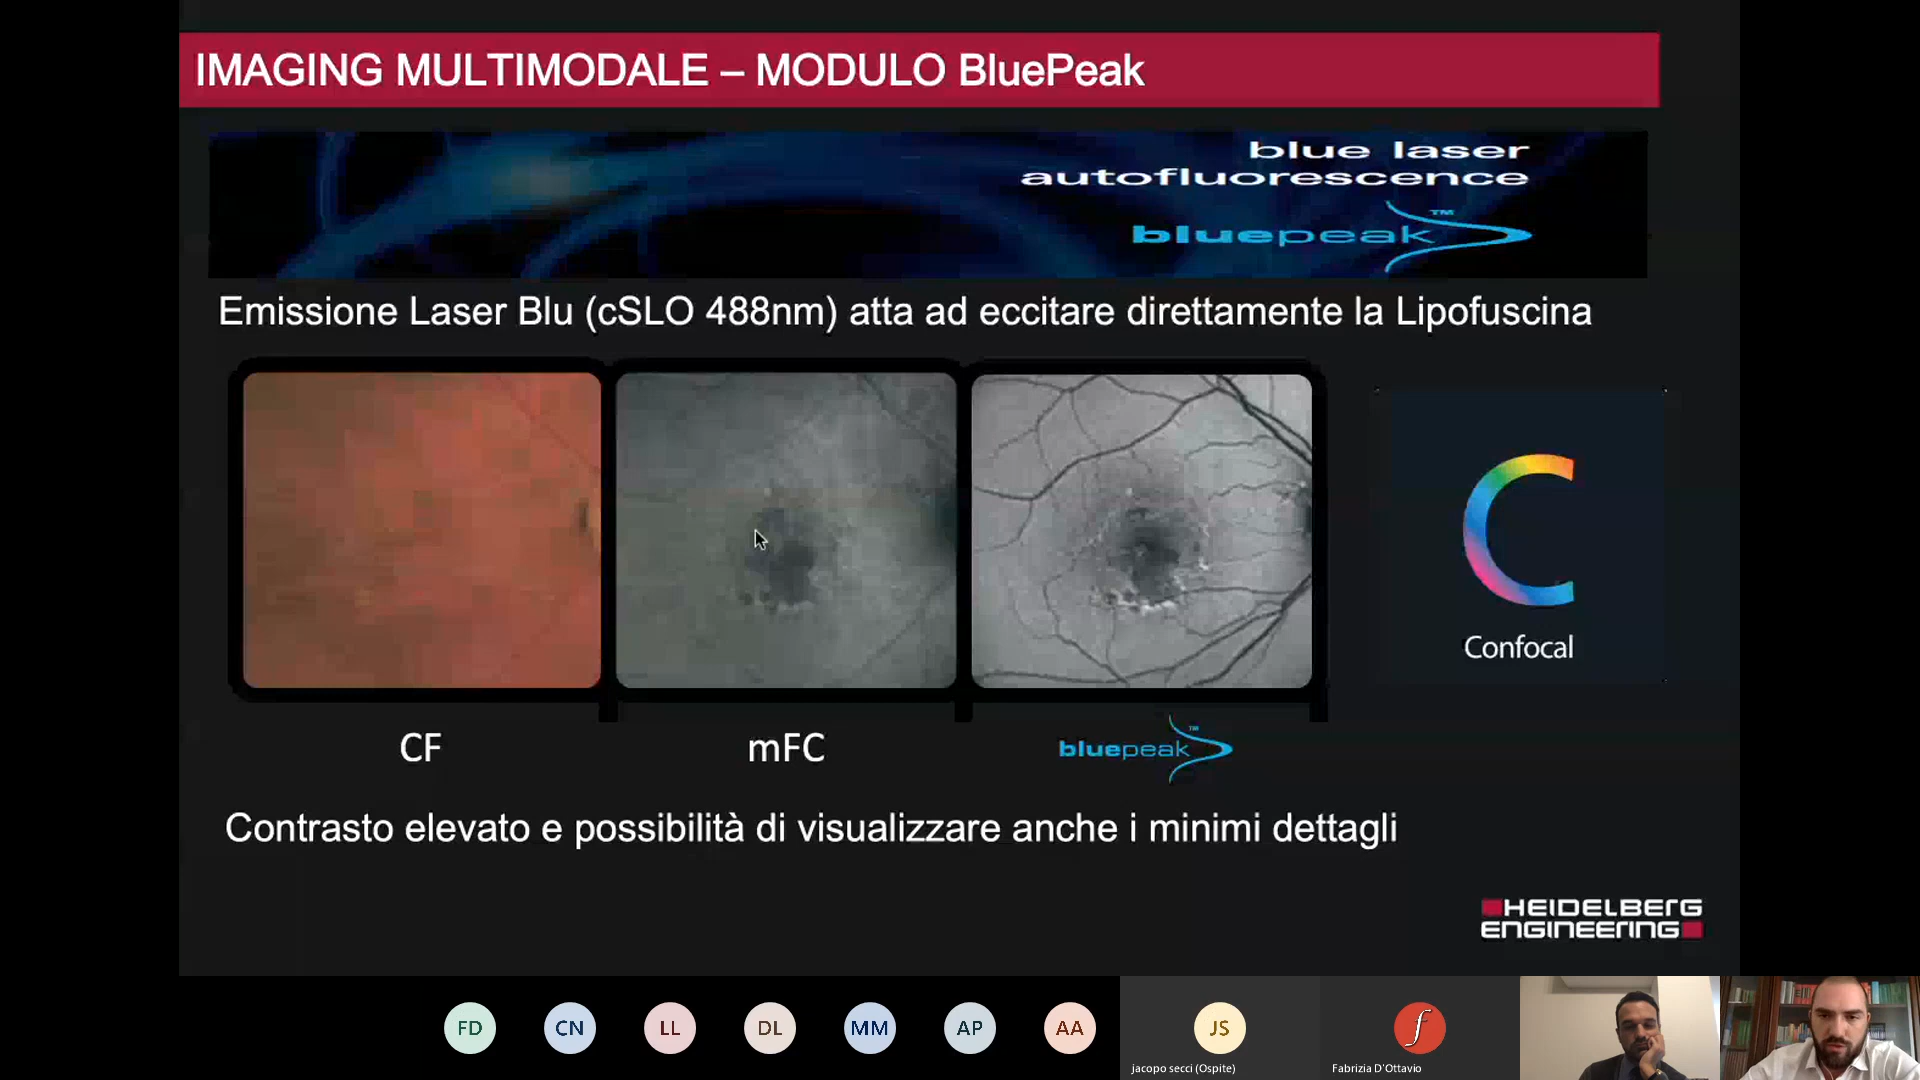 IMAGING MULTIMODALE – MODULO BluePeak
blue laser
autofluorescence
bluepeak™
Emissione Laser Blu (cSLO 488nm) atta ad eccitare direttamente la Lipofuscina
Confocal
CF
mFC
bluepeak™
Contrasto elevato e possibilità di visualizzare anche i minimi dettagli
HEIDELBERG
ENGINEERING
FD
CN
LL
DL
MM
AP
AA
JS
f
jacopo secci (Ospite)
Fabrizia D'Ottavio